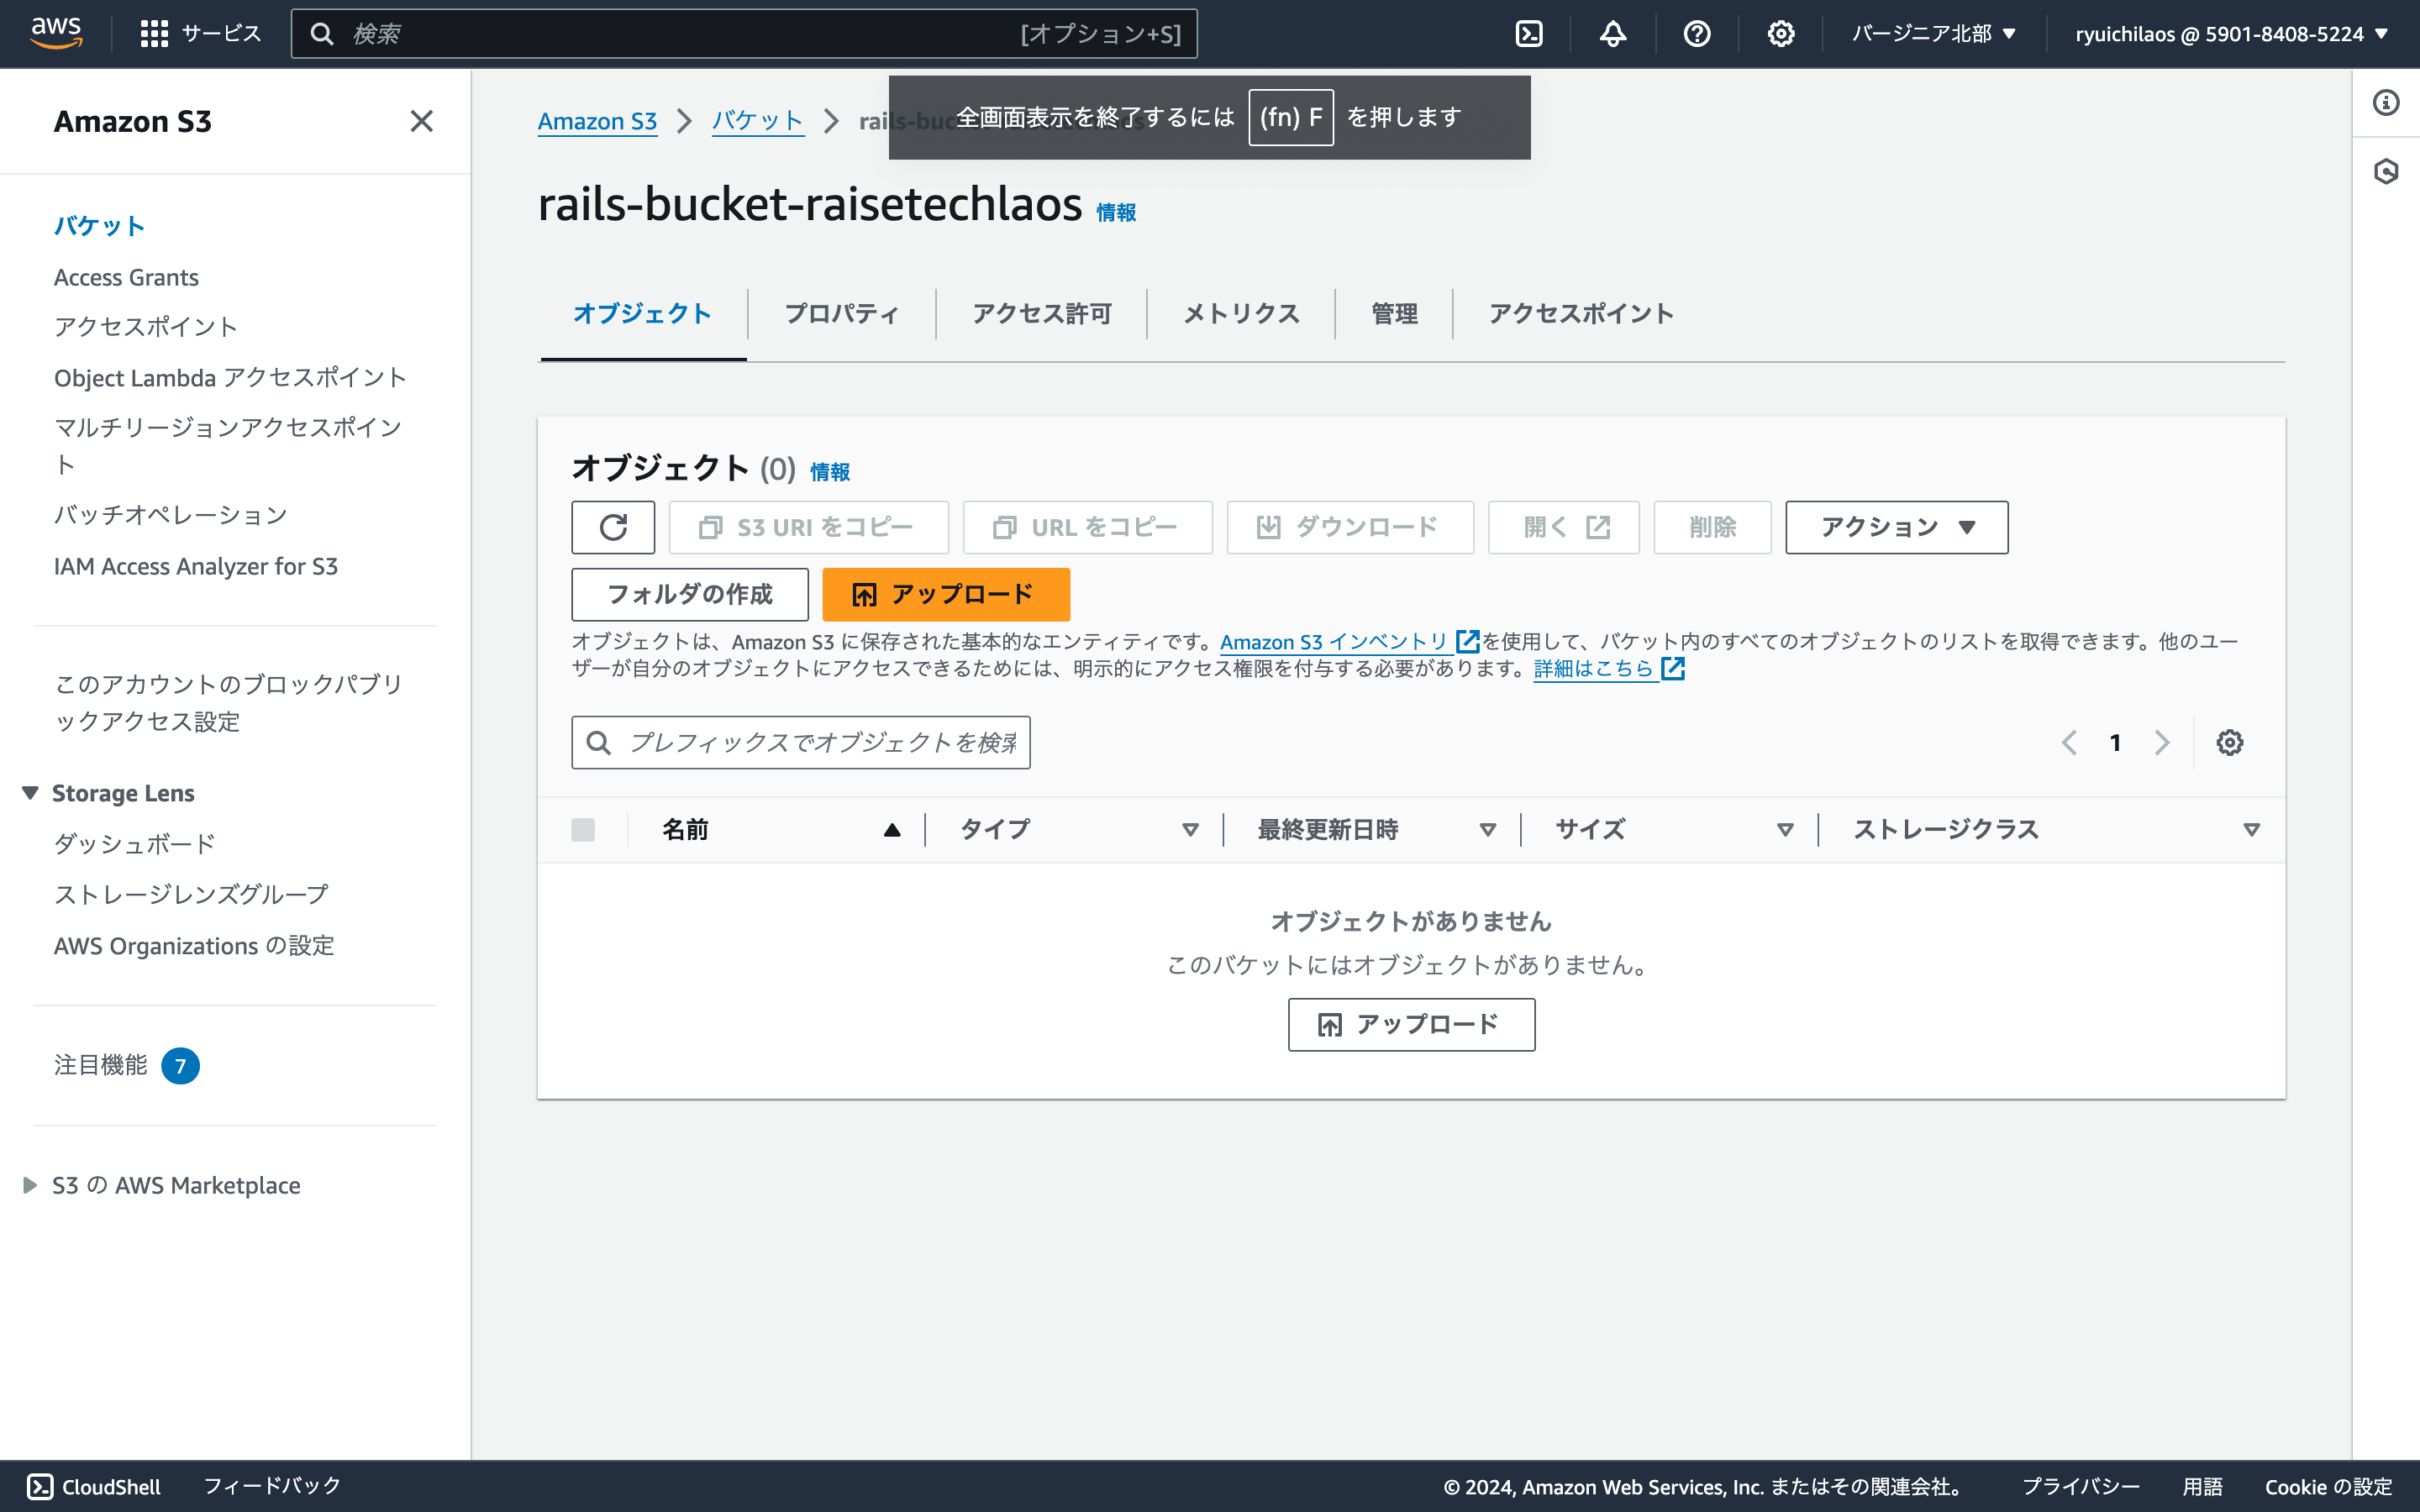 aws
サービス
検索
[オプション+S]
バージニア北部 ▼
ryuichilaos @ 5901-8408-5224 ▼
Amazon S3
バケット
Access Grants
アクセスポイント
Object Lambda アクセスポイント
マルチリージョンアクセスポイン
ト
バッチオペレーション
IAM Access Analyzer for S3
このアカウントのブロックパブリ
ックアクセス設定
▼ Storage Lens
ダッシュボード
ストレージレンズグループ
AWS Organizations の設定
注目機能 7
S3 の AWS Marketplace
Amazon S3 > バケット >
全画面表示を終了するには (fn) F を押します
rails-bucket-raisetechlaos 情報
オブジェクト
プロパティ
アクセス許可
メトリクス
管理
アクセスポイント
オブジェクト (0) 情報
S3 URI をコピー
URL をコピー
ダウンロード
開く
削除
アクション ▼
フォルダの作成
アップロード
オブジェクトは、Amazon S3 に保存された基本的なエンティティです。Amazon S3 インベントリ を使用して、バケット内のすべてのオブジェクトのリストを取得できます。他のユー
ザーが自分のオブジェクトにアクセスできるためには、明示的にアクセス権限を付与する必要があります。詳細はこちら
プレフィックスでオブジェクトを検索
1
名前
タイプ
最終更新日時
サイズ
ストレージクラス
オブジェクトがありません
このバケットにはオブジェクトがありません。
アップロード
CloudShell
フィードバック
© 2024, Amazon Web Services, Inc. またはその関連会社。
プライバシー
用語
Cookie の設定